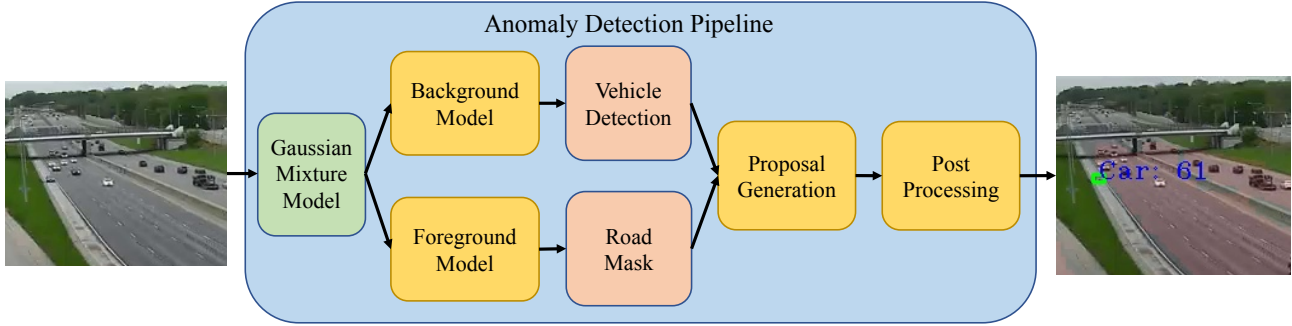 Anomaly Detection Pipeline
Gaussian
Mixture
Model
Background
Model
Vehicle
Detection
Foreground
Model
Road
Mask
Proposal
Generation
Post
Processing
Car: 61